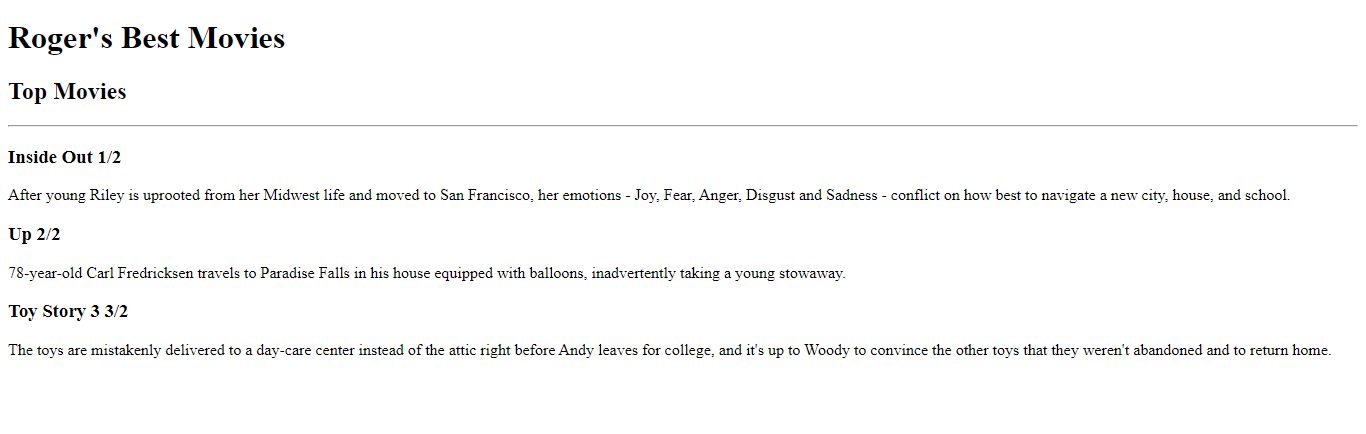 Roger's Best Movies
Top Movies
Inside Out 1/2
After young Riley is uprooted from her Midwest life and moved to San Francisco, her emotions - Joy, Fear, Anger, Disgust and Sadness - conflict on how best to navigate a new city, house, and school.
Up 2/2
78-year-old Carl Fredricksen travels to Paradise Falls in his house equipped with balloons, inadvertently taking a young stowaway.
Toy Story 3 3/2
The toys are mistakenly delivered to a day-care center instead of the attic right before Andy leaves for college, and it's up to Woody to convince the other toys that they weren't abandoned and to return home.